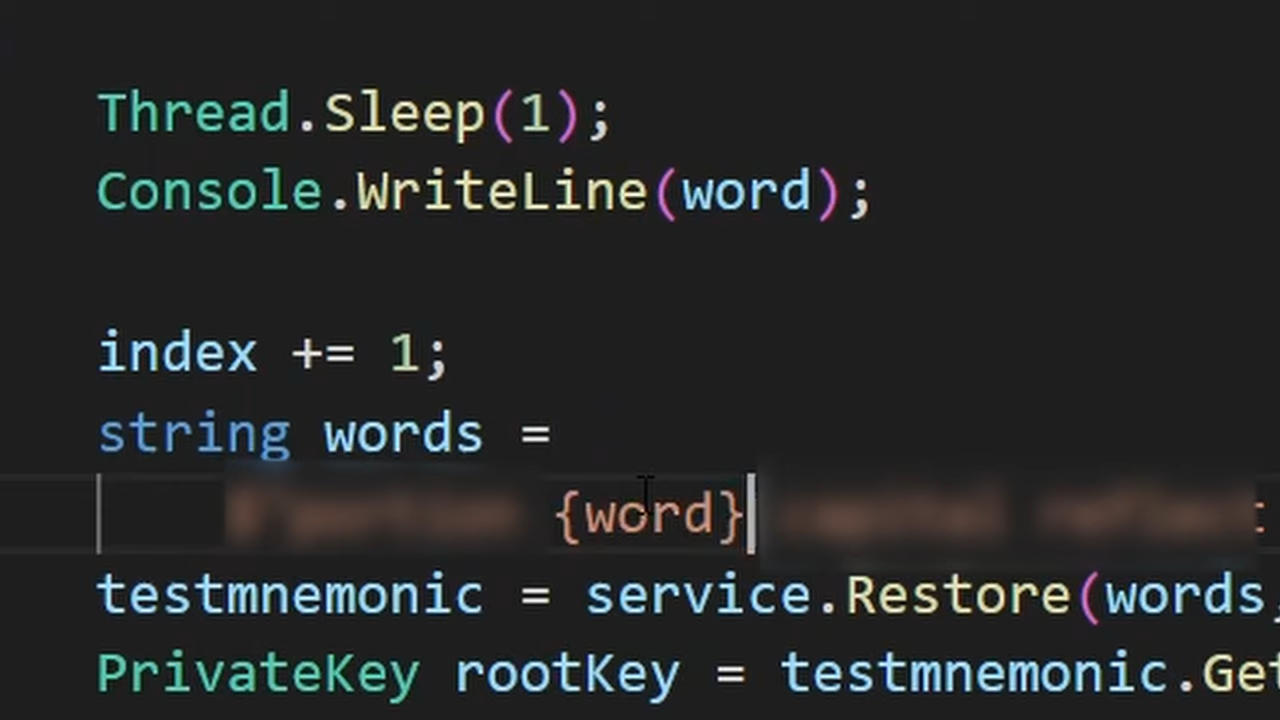 Thread.Sleep(1);
Console.WriteLine(word);
index += 1;
string words =
{word}
testmnemonic = service.Restore(words,
PrivateKey rootKey = testmnemonic.Get